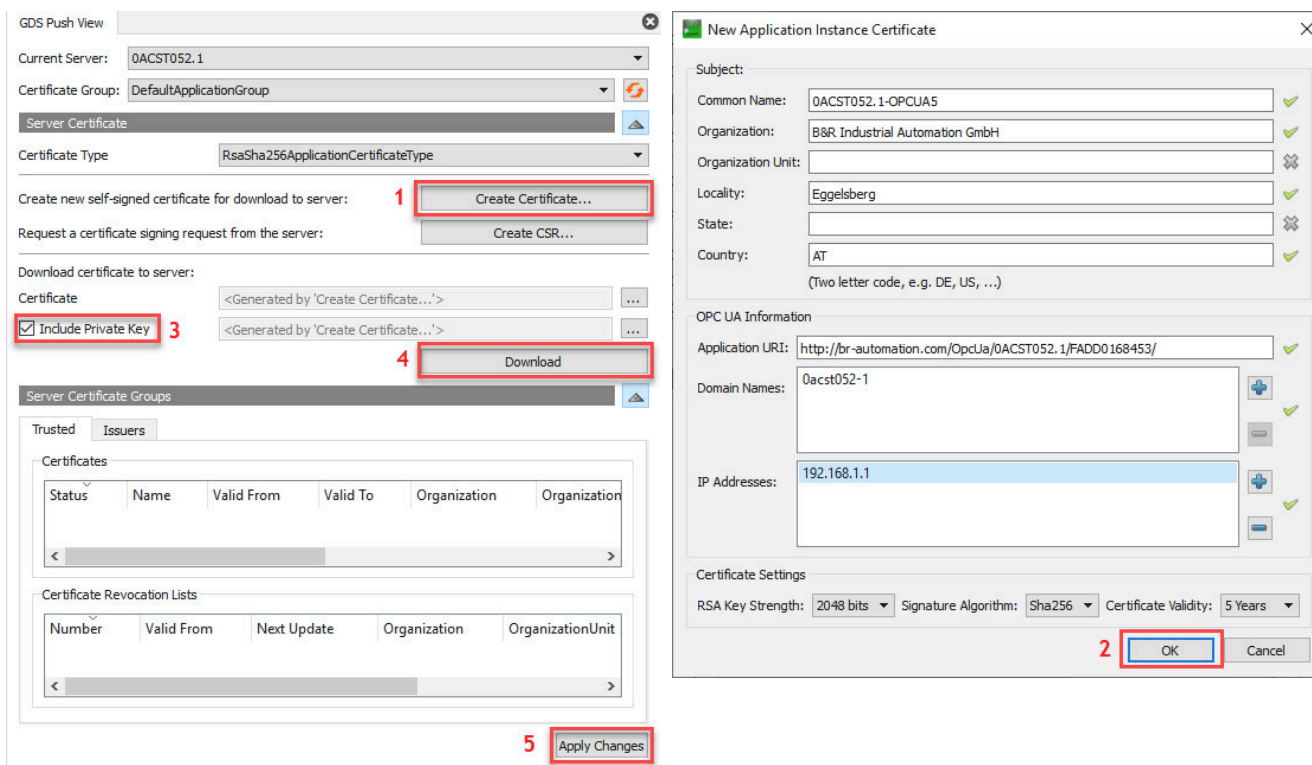 GDS Push View
Current Server: 0ACST052.1
Certificate Group: DefaultApplicationGroup
Server Certificate
Certificate Type RsaSha256ApplicationCertificateType
Create new self-signed certificate for download to server: 1 Create Certificate...
Request a certificate signing request from the server: Create CSR...
Download certificate to server:
Certificate <Generated by 'Create Certificate...'> ...
Include Private Key 3 <Generated by 'Create Certificate...'> ...
4 Download
Server Certificate Groups
Trusted Issuers
Certificates
Status Name Valid From Valid To Organization Organization
Certificate Revocation Lists
Number Valid From Next Update Organization OrganizationUnit
5 Apply Changes
New Application Instance Certificate
Subject:
Common Name: 0ACST052.1-OPCUA5
Organization: B&R Industrial Automation GmbH
Organization Unit:
Locality: Eggelsberg
State:
Country: AT
(Two letter code, e.g. DE, US, ...)
OPC UA Information
Application URI: http://br-automation.com/OpcUa/0ACST052.1/FADD0168453/
Domain Names: 0acst052-1
IP Addresses: 192.168.1.1
Certificate Settings
RSA Key Strength: 2048 bits Signature Algorithm: Sha256 Certificate Validity: 5 Years
2 OK Cancel